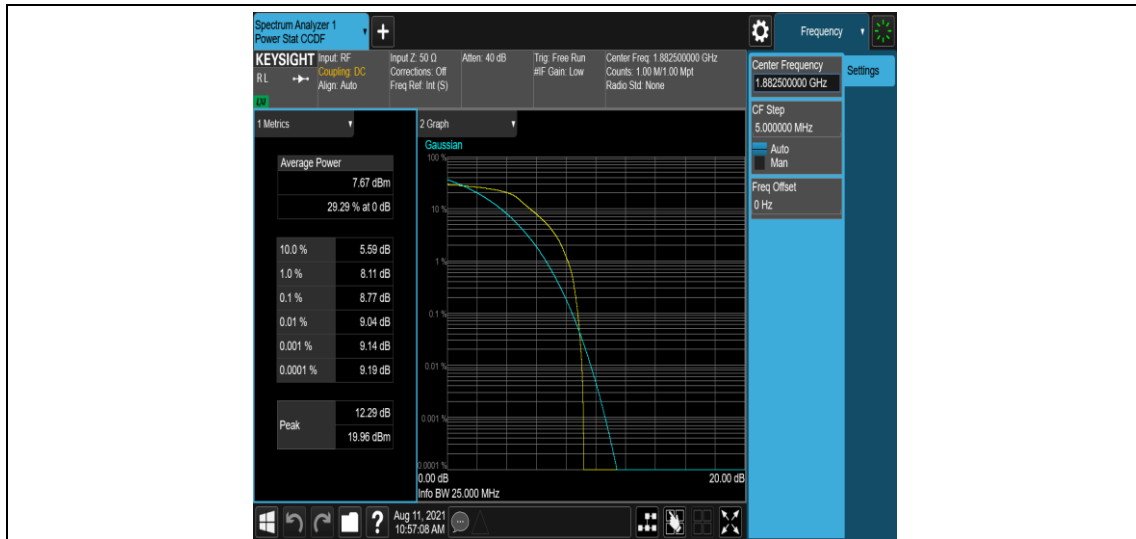 Spectrum Analyzer 1
Power Stat CCDF
Frequency
KEYSIGHT
RL
LXI
Input: RF
Coupling: DC
Align: Auto
Input Z: 50 Ω
Corrections: Off
Freq Ref: Int (S)
Atten: 40 dB
Trig: Free Run
#IF Gain: Low
Center Freq: 1.882500000 GHz
Counts: 1.00 M/1.00 Mpt
Radio Std: None
Center Frequency
1.882500000 GHz
Settings
CF Step
5.000000 MHz
Auto
Man
Freq Offset
0 Hz
1 Metrics
Average Power
7.67 dBm
29.29 % at 0 dB
10.0 % 5.59 dB
1.0 % 8.11 dB
0.1 % 8.77 dB
0.01 % 9.04 dB
0.001 % 9.14 dB
0.0001 % 9.19 dB
Peak
12.29 dB
19.96 dBm
2 Graph
Gaussian
100 %
10 %
1 %
0.1 %
0.01 %
0.001 %
0.0001 %
0.00 dB 20.00 dB
Info BW 25.000 MHz
?
Aug 11, 2021
10:57:08 AM